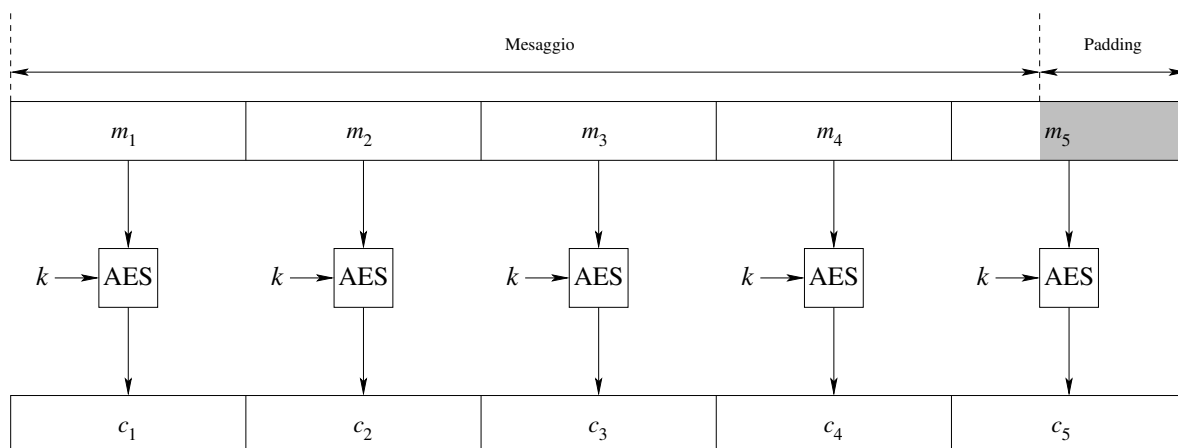 Mesaggio Padding
m1 m2 m3 m4 m5
k AES k AES k AES k AES k AES
c1 c2 c3 c4 c5